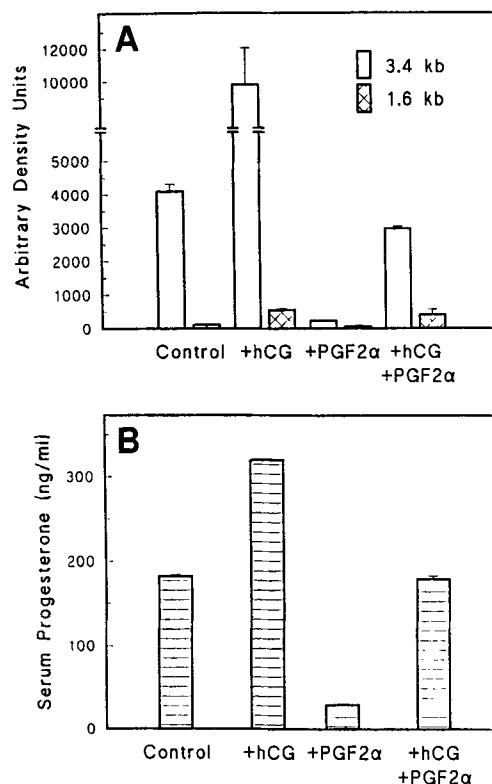 A
Arbitrary Density Units
12000
10000
5000
4000
3000
2000
1000
0
3.4 kb
1.6 kb
Control +hCG +PGF2α +hCG
+PGF2α
B
Serum Progesterone (ng/ml)
300
200
100
0
Control +hCG +PGF2α +hCG
+PGF2α